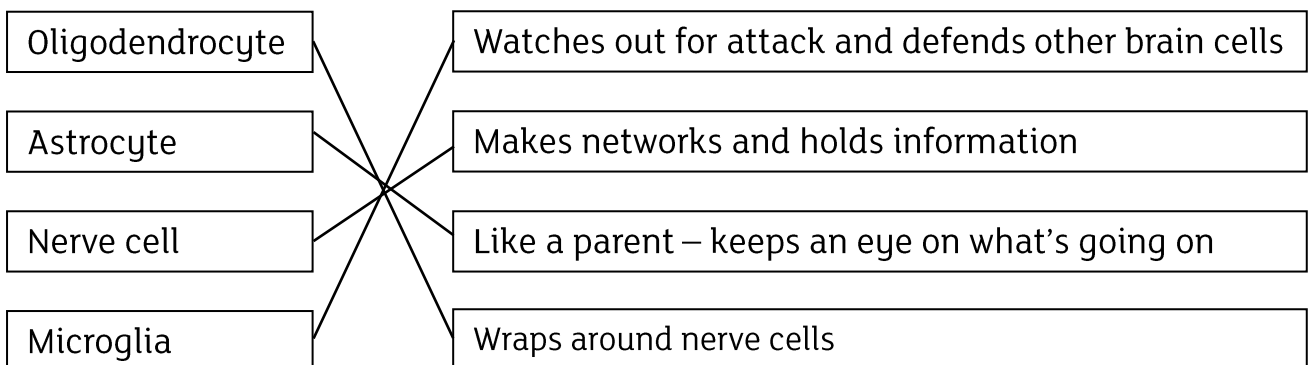 Oligodendrocyte
Watches out for attack and defends other brain cells
Astrocyte
Makes networks and holds information
Nerve cell
Like a parent – keeps an eye on what's going on
Microglia
Wraps around nerve cells